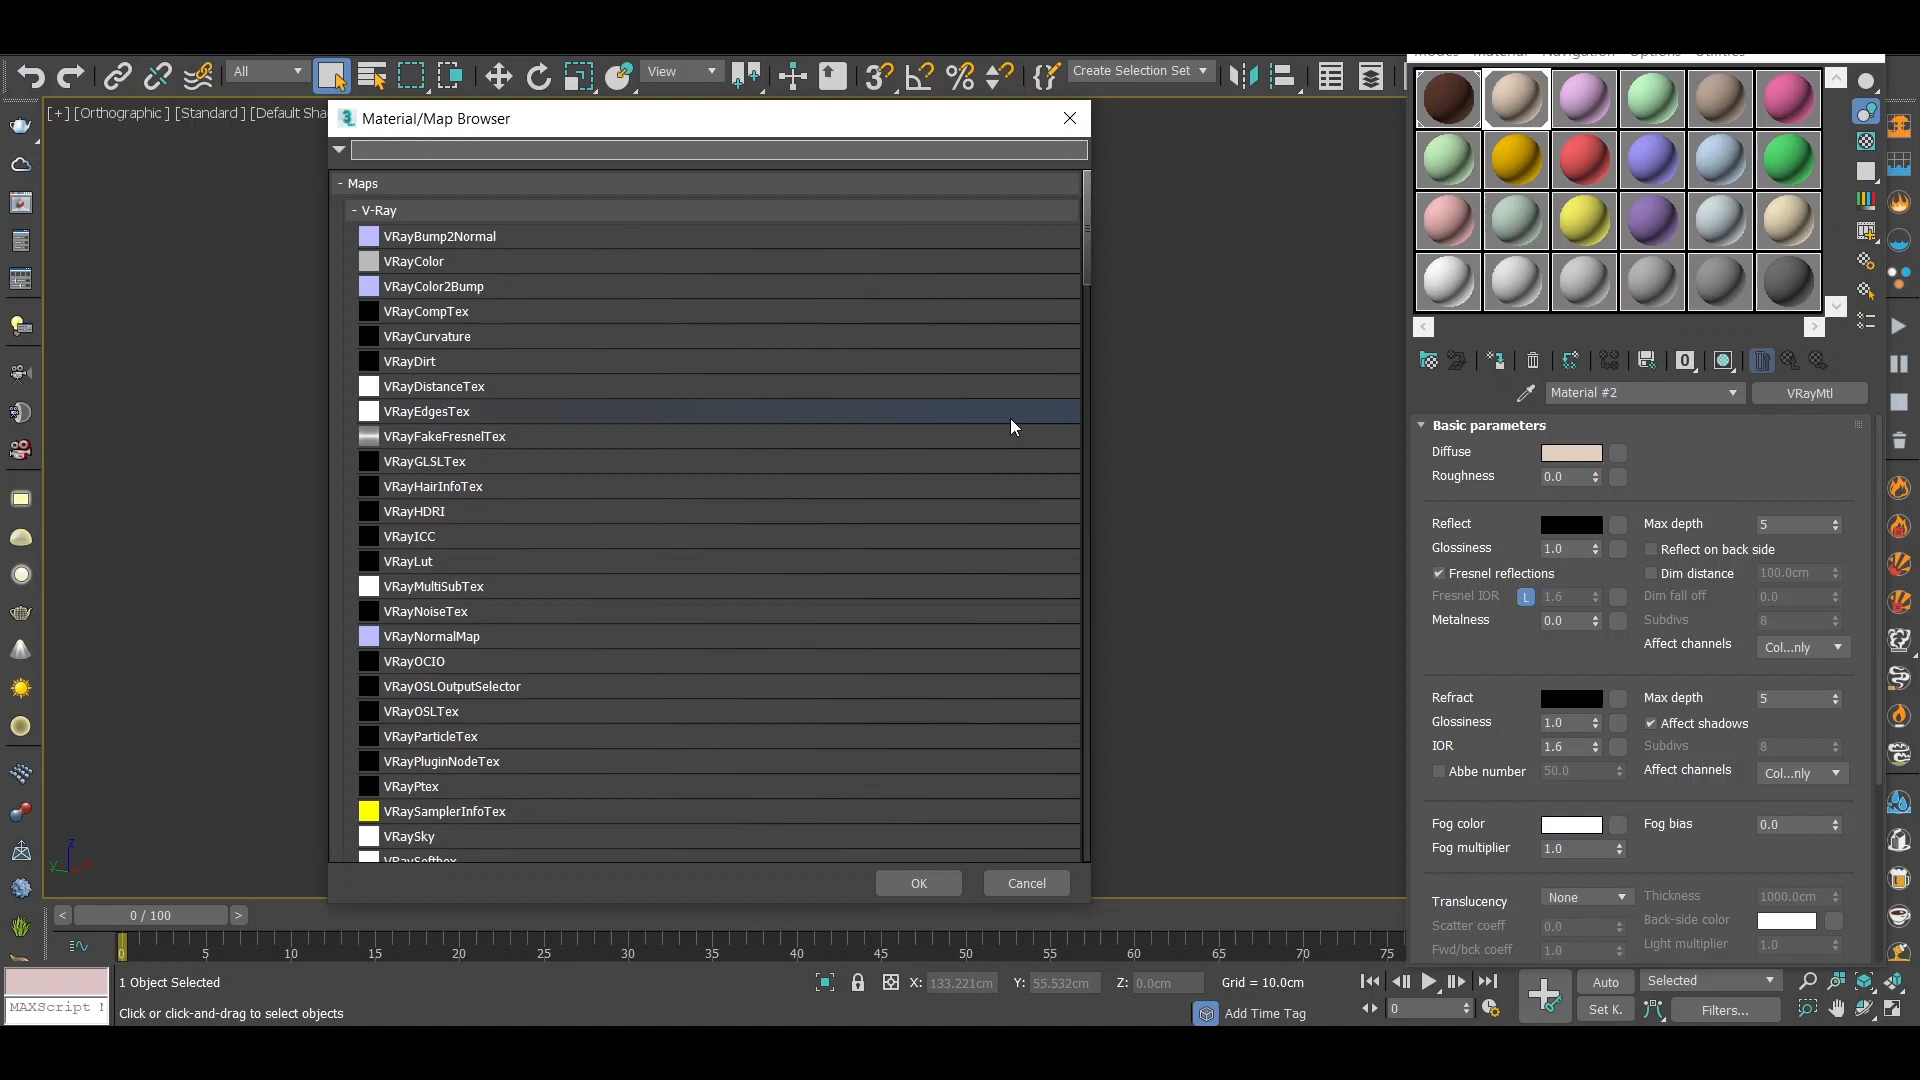 Modes Material Navigation Options Utilities
All
View
Create Selection Set
[+] [Orthographic ] [Standard ] [Default Sha
Material/Map Browser
- Maps
- V-Ray
VRayBump2Normal
VRayColor
VRayColor2Bump
VRayCompTex
VRayCurvature
VRayDirt
VRayDistanceTex
VRayEdgesTex
VRayFakeFresnelTex
VRayGLSLTex
VRayHairInfoTex
VRayHDRI
VRayICC
VRayLut
VRayMultiSubTex
VRayNoiseTex
VRayNormalMap
VRayOCIO
VRayOSLOutputSelector
VRayOSLTex
VRayParticleTex
VRayPluginNodeTex
VRayPtex
VRaySamplerInfoTex
VRaySky
VRaySoftbox
OK
Cancel
0
Material #2
VRayMtl
Basic parameters
Diffuse
Roughness 0.0
Reflect Max depth 5
Glossiness 1.0 Reflect on back side
Fresnel reflections Dim distance 100.0cm
Fresnel IOR L 1.6 Dim fall off 0.0
Metalness 0.0 Subdivs 8
Affect channels Col...nly
Refract Max depth 5
Glossiness 1.0 Affect shadows
IOR 1.6 Subdivs 8
Abbe number 50.0 Affect channels Col...nly
Fog color Fog bias 0.0
Fog multiplier 1.0
Translucency None Thickness 1000.0cm
Scatter coeff 0.0 Back-side color
Fwd/bck coeff 1.0 Light multiplier 1.0
z
y
< 0 / 100 >
0 5 10 15 20 25 30 35 40 45 50 55 60 65 70 75
1 Object Selected
X: 133.221cm Y: 55.532cm Z: 0.0cm Grid = 10.0cm
Auto Selected
MAXScript
Click or click-and-drag to select objects
Add Time Tag
0
Set K. Filters...